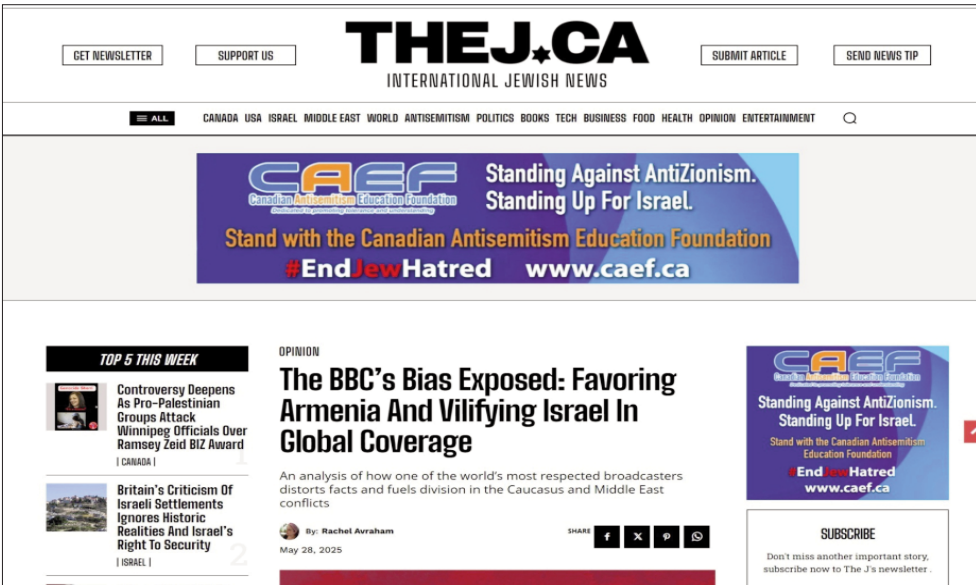 GET NEWSLETTER
SUPPORT US
THEJ.CA
INTERNATIONAL JEWISH NEWS
SUBMIT ARTICLE
SEND NEWS TIP
ALL
CANADA USA ISRAEL MIDDLE EAST WORLD ANTISEMITISM POLITICS BOOKS TECH BUSINESS FOOD HEALTH OPINION ENTERTAINMENT
CAEF
Canadian Antisemitism Education Foundation
Dedicated to promoting tolerance and understanding
Standing Against AntiZionism.
Standing Up For Israel.
Stand with the Canadian Antisemitism Education Foundation
#EndJewHatred www.caef.ca
TOP 5 THIS WEEK
Controversy Deepens
As Pro-Palestinian
Groups Attack
Winnipeg Officials Over
Ramsey Zeid BIZ Award
| CANADA |
1
Britain's Criticism Of
Israeli Settlements
Ignores Historic
Realities And Israel's
Right To Security
| ISRAEL |
2
OPINION
The BBC's Bias Exposed: Favoring
Armenia And Vilifying Israel In
Global Coverage
An analysis of how one of the world's most respected broadcasters
distorts facts and fuels division in the Caucasus and Middle East
conflicts
By: Rachel Avraham
May 28, 2025
SHARE
CAEF
Canadian Antisemitism Education Foundation
Standing Against AntiZionism.
Standing Up For Israel.
Stand with the Canadian Antisemitism
Education Foundation
#EndJewHatred
www.caef.ca
SUBSCRIBE
Don't miss another important story,
subscribe now to The J's newsletter .